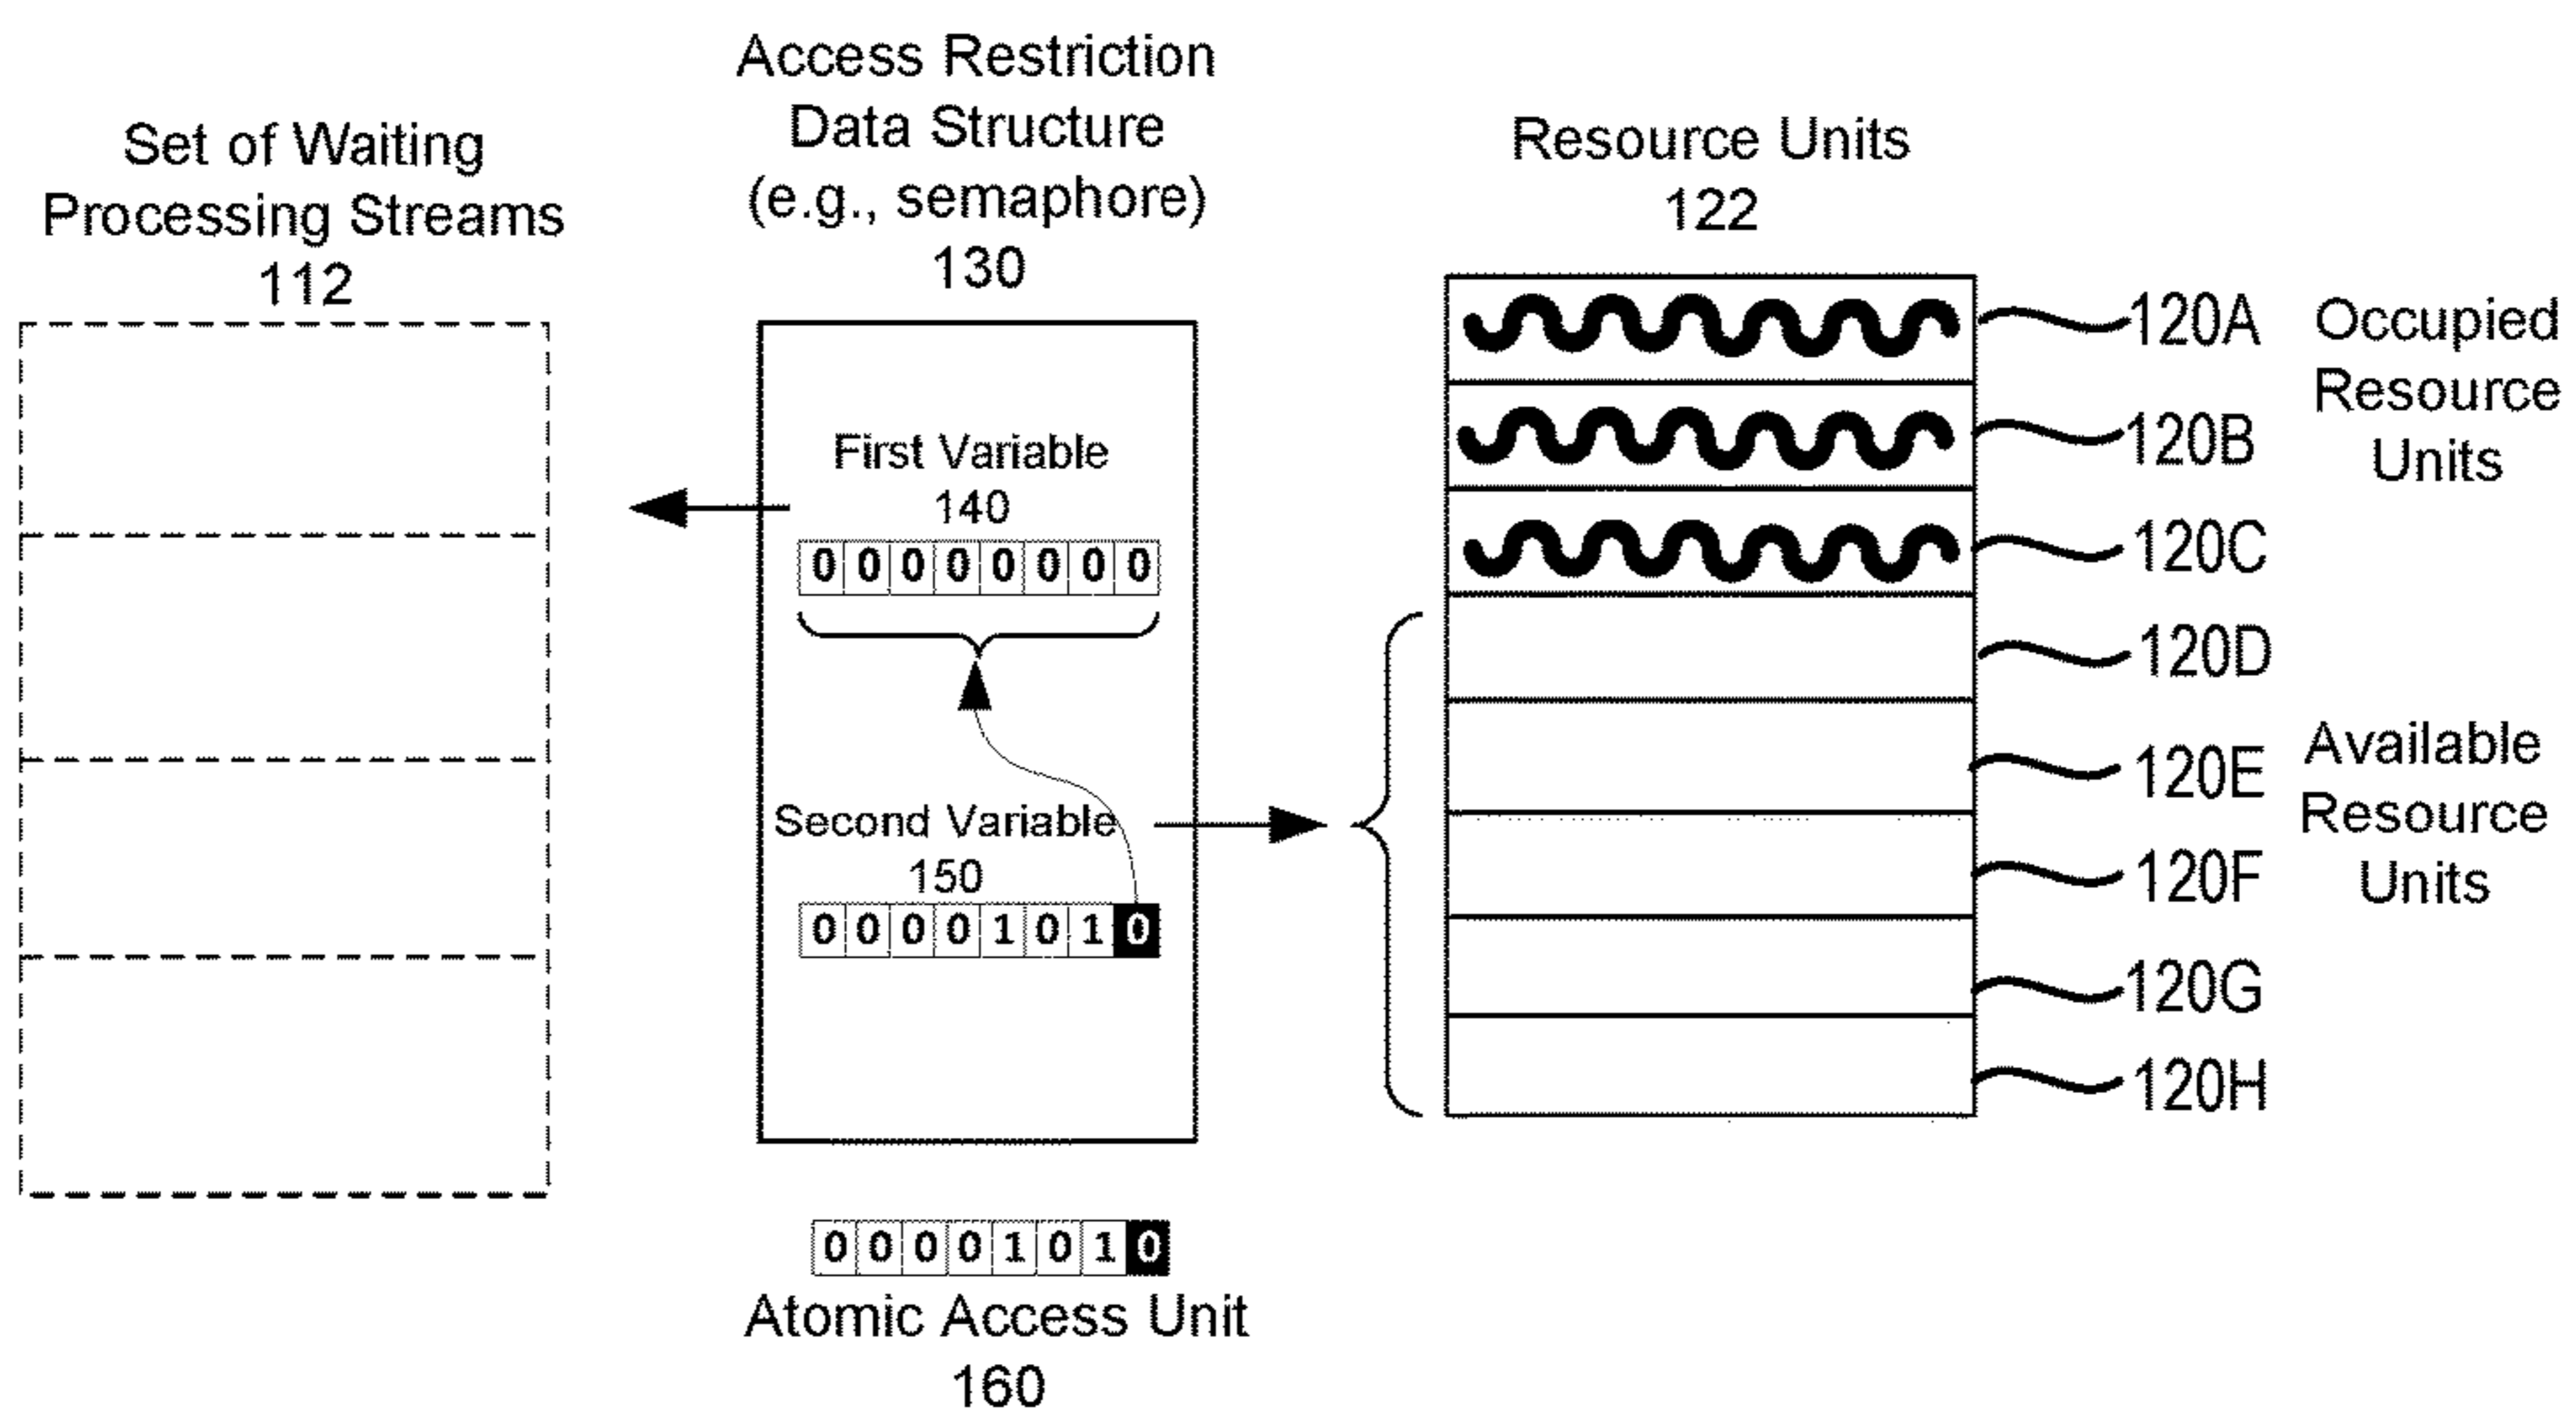 Set of Waiting
Processing Streams
112
Access Restriction
Data Structure
(e.g., semaphore)
130
First Variable
140
0 0 0 0 0 0 0 0
Second Variable
150
0 0 0 0 1 0 1 0
0 0 0 0 1 0 1 0
Atomic Access Unit
160
Resource Units
122
120A
120B
120C
120D
120E
120F
120G
120H
Occupied
Resource
Units
Available
Resource
Units